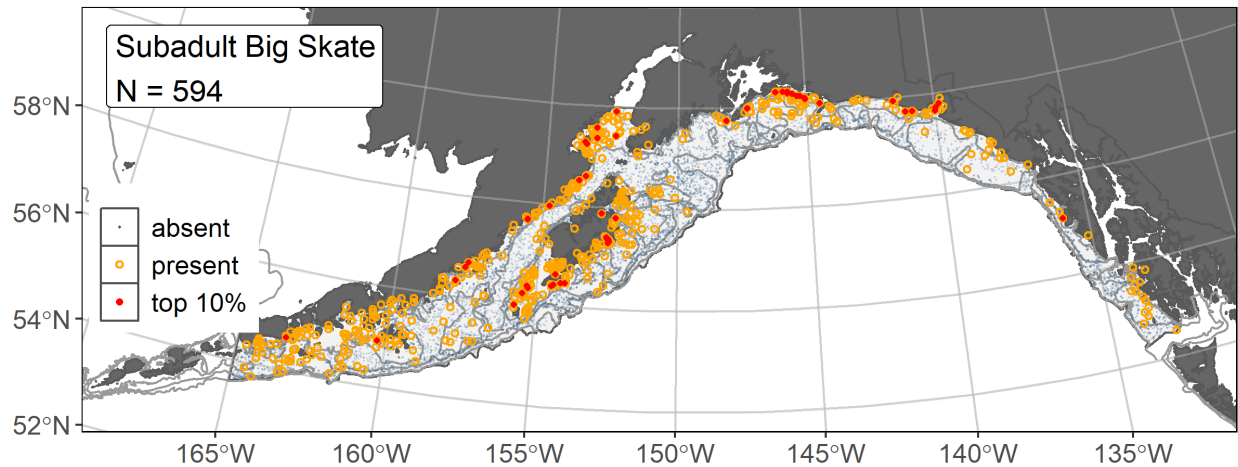 Subadult Big Skate
N = 594
58°N
56°N
54°N
52°N
absent
present
top 10%
165°W 160°W 155°W 150°W 145°W 140°W 135°W